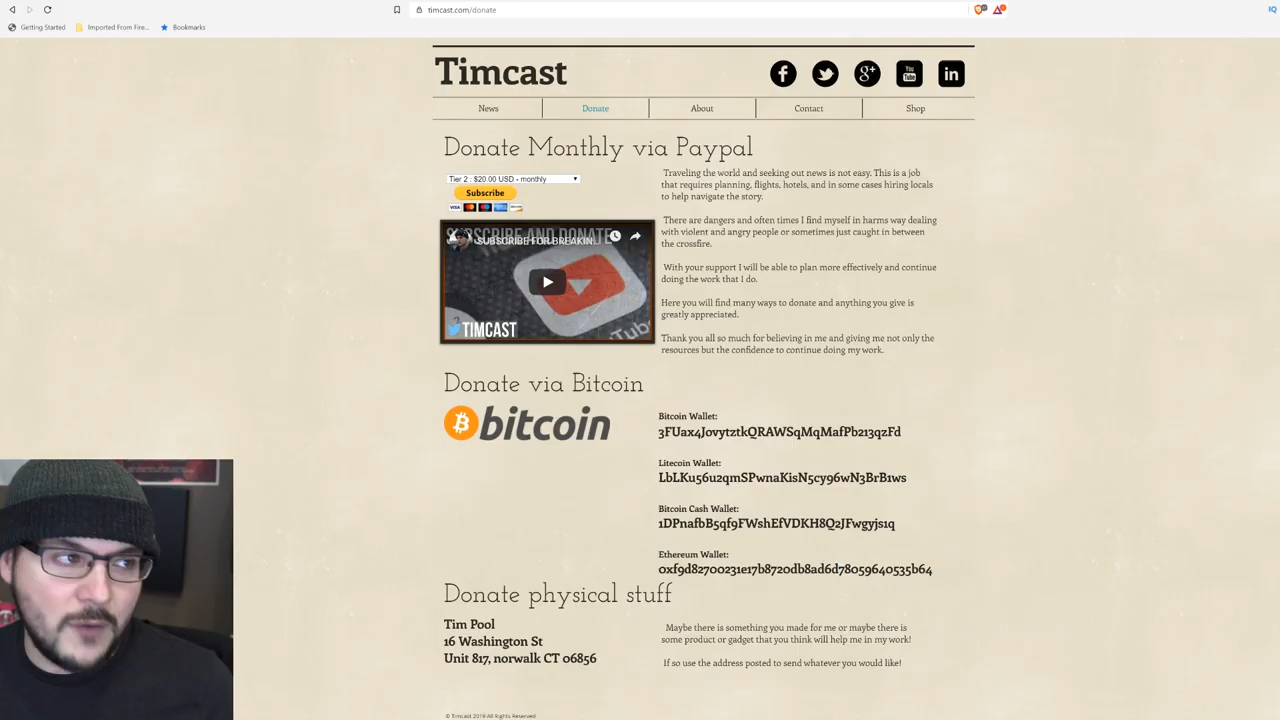 timcast.com/donate
Getting Started
Imported From Fire...
Bookmarks
Timcast
News
Donate
About
Contact
Shop
Donate Monthly via Paypal
Tier 2 : $20.00 USD - monthly
Subscribe
VISA
SUBSCRIBE AND DONATE
SUBSCRIBE FOR BREAKIN...
TIMCAST
Traveling the world and seeking out news is not easy. This is a job
that requires planning, flights, hotels, and in some cases hiring locals
to help navigate the story.
There are dangers and often times I find myself in harms way dealing
with violent and angry people or sometimes just caught in between
the crossfire.
With your support I will be able to plan more effectively and continue
doing the work that I do.
Here you will find many ways to donate and anything you give is
greatly appreciated.
Thank you all so much for believing in me and giving me not only the
resources but the confidence to continue doing my work.
Donate via Bitcoin
bitcoin
Bitcoin Wallet:
3FUax4JovytztkQRAWSqMqMafPb213qzFd
Litecoin Wallet:
LbLKu56u2qmSPwnaKisN5cy96wN3BrB1ws
Bitcoin Cash Wallet:
1DPnafbB5qf9FWshEfVDKH8Q2JFwgyjs1q
Ethereum Wallet:
0xf9d82700231e17b8720db8ad6d78059640535b64
Donate physical stuff
Tim Pool
16 Washington St
Unit 817, norwalk CT 06856
Maybe there is something you made for me or maybe there is
some product or gadget that you think will help me in my work!
If so use the address posted to send whatever you would like!
© Timcast 2019 All Rights Reserved